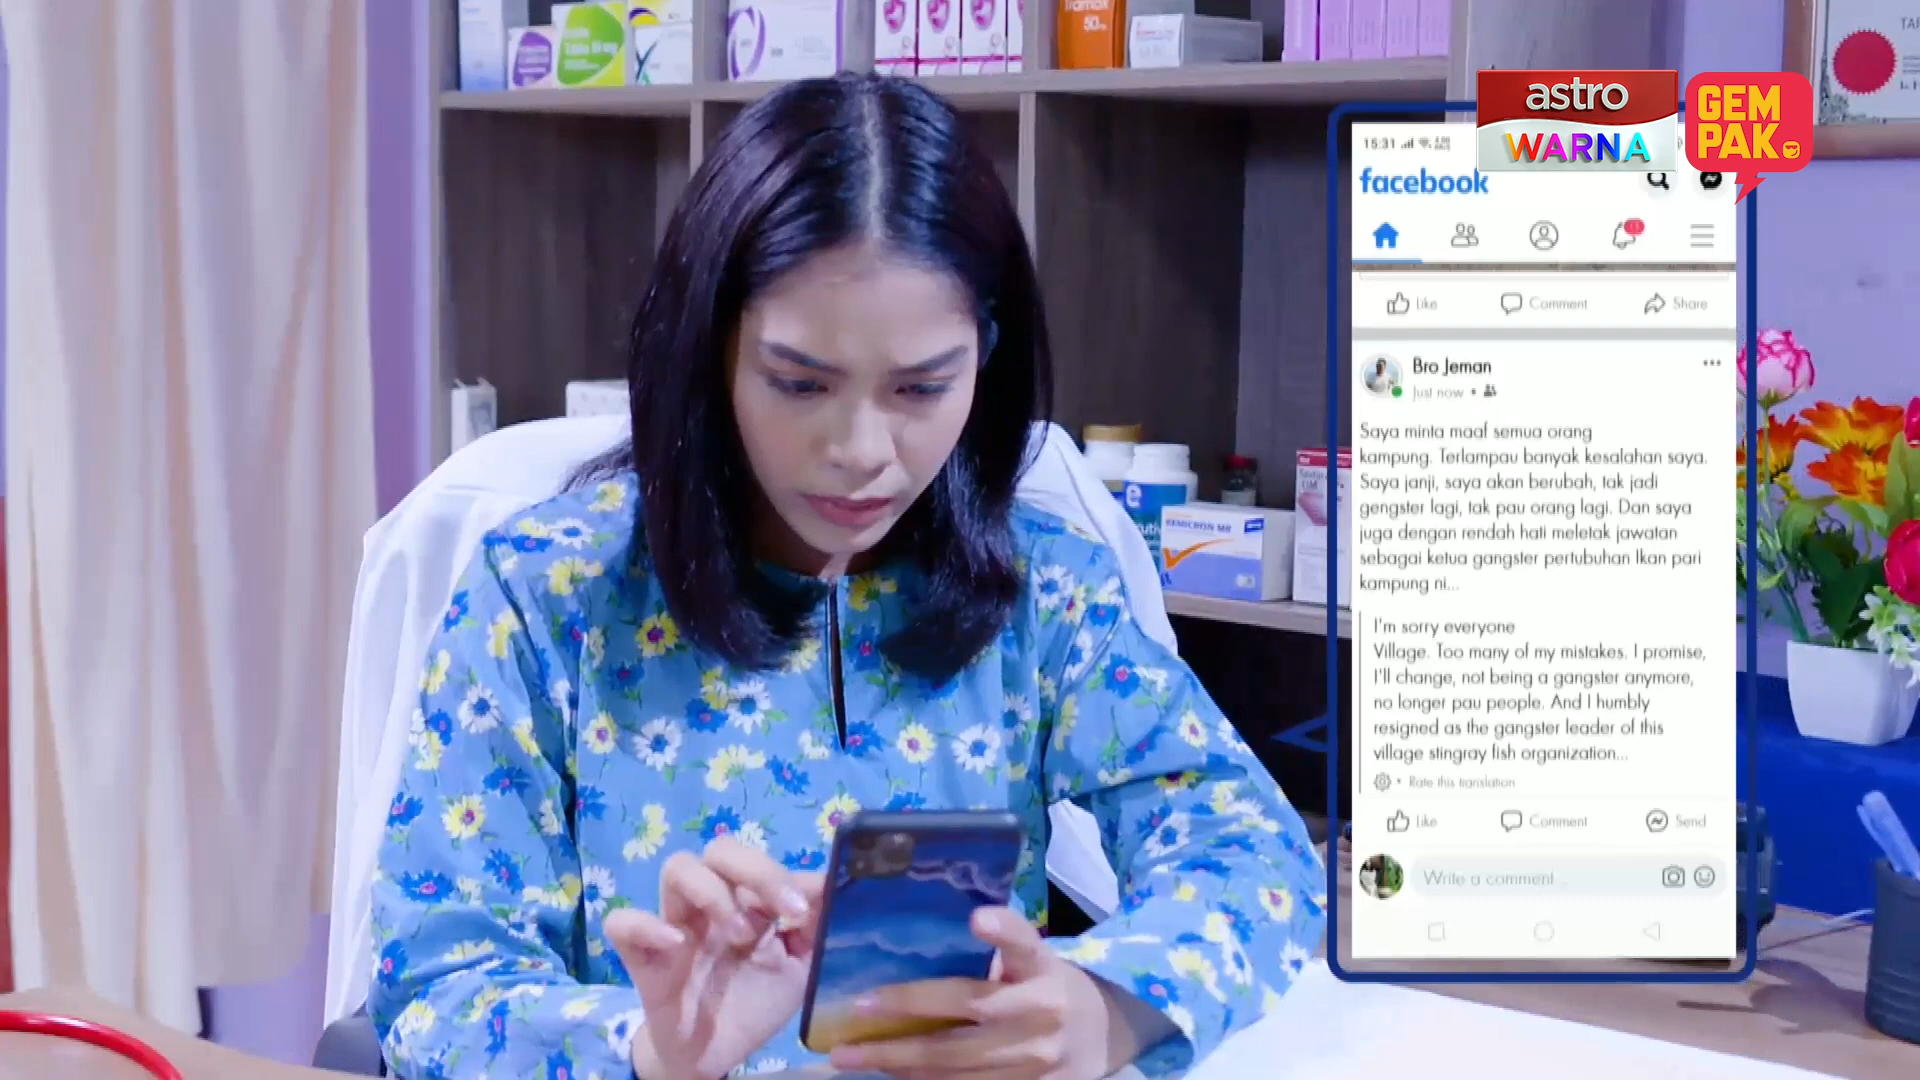 Tramax
50
astro
WARNA
GEM
PAK
15:31
facebook
Like
Comment
Share
Bro Jeman
Just now
Saya minta maaf semua orang
kampung. Terlampau banyak kesalahan saya.
Saya janji, saya akan berubah, tak jadi
gengster lagi, tak pau orang lagi. Dan saya
juga dengan rendah hati meletak jawatan
sebagai ketua gangster pertubuhan Ikan pari
kampung ni...
I'm sorry everyone
Village. Too many of my mistakes. I promise,
I'll change, not being a gangster anymore,
no longer pau people. And I humbly
resigned as the gangster leader of this
village stingray fish organization...
Rate this translation
Like
Comment
Send
Write a comment...
REMICRON MR